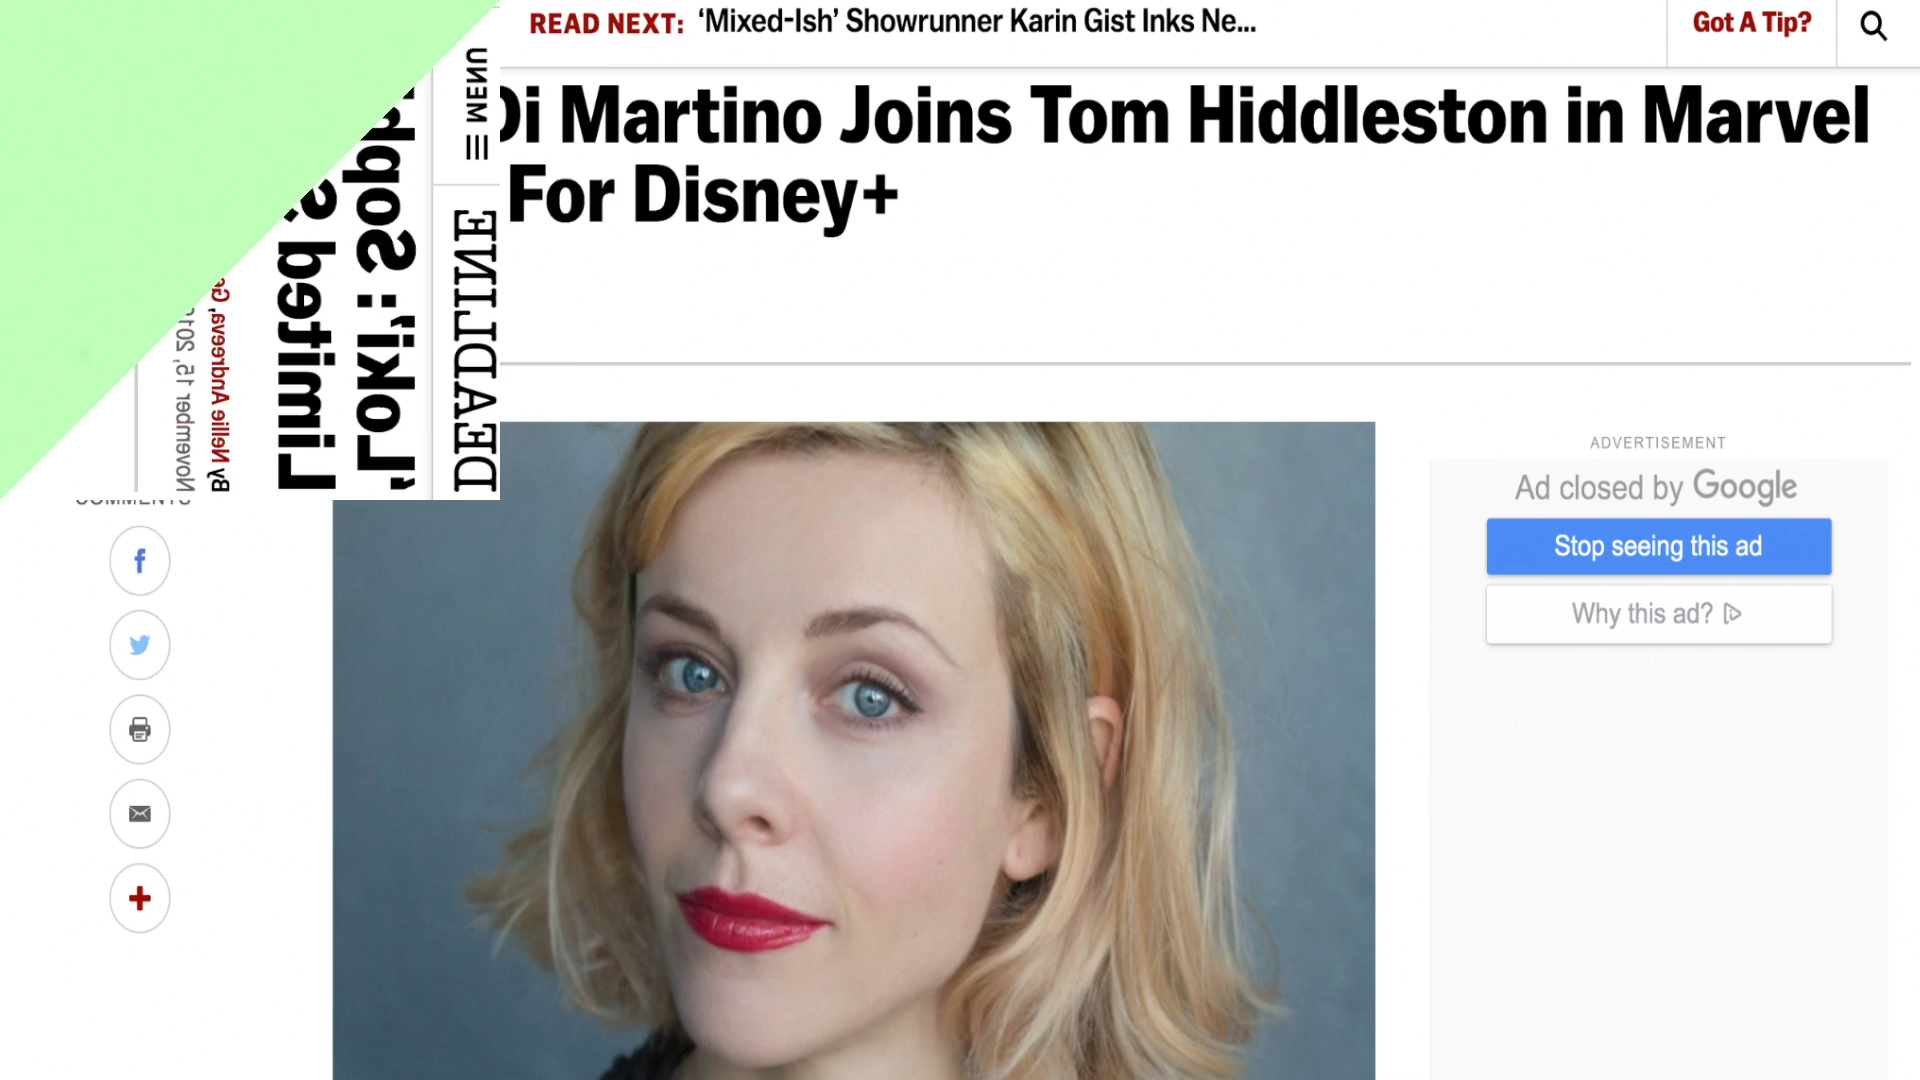 READ NEXT: ‘Mixed-Ish’ Showrunner Karin Gist Inks Ne...
Got A Tip?
MENU
DEADLINE
‘Loki’: Soph
Di Martino Joins Tom Hiddleston in Marvel
Limited S
For Disney+
By Nellie Andreeva, Ge
November 15, 201
COMMENTS
ADVERTISEMENT
Ad closed by Google
Stop seeing this ad
Why this ad?